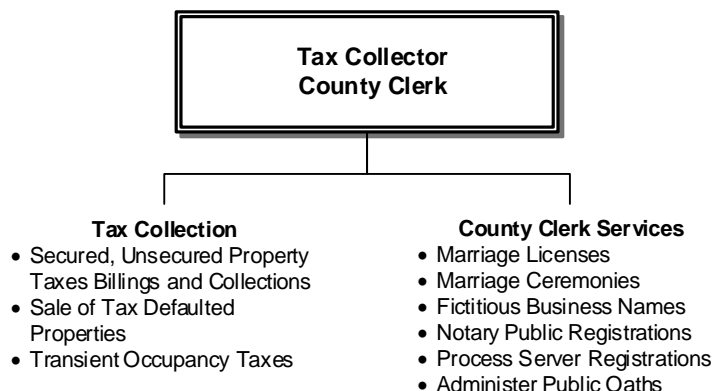 Tax Collector
County Clerk
Tax Collection
• Secured, Unsecured Property
Taxes Billings and Collections
• Sale of Tax Defaulted
Properties
• Transient Occupancy Taxes
County Clerk Services
• Marriage Licenses
• Marriage Ceremonies
• Fictitious Business Names
• Notary Public Registrations
• Process Server Registrations
• Administer Public Oaths